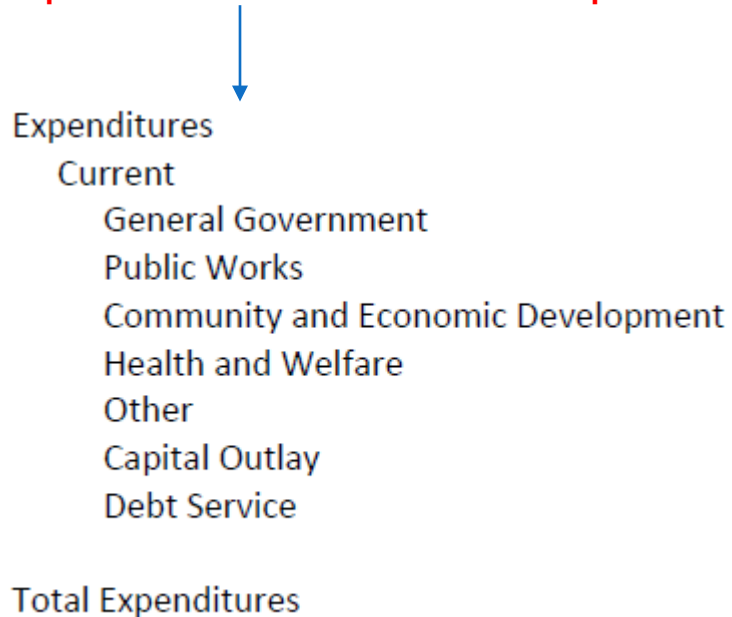 Expenditures
Current
General Government
Public Works
Community and Economic Development
Health and Welfare
Other
Capital Outlay
Debt Service
Total Expenditures